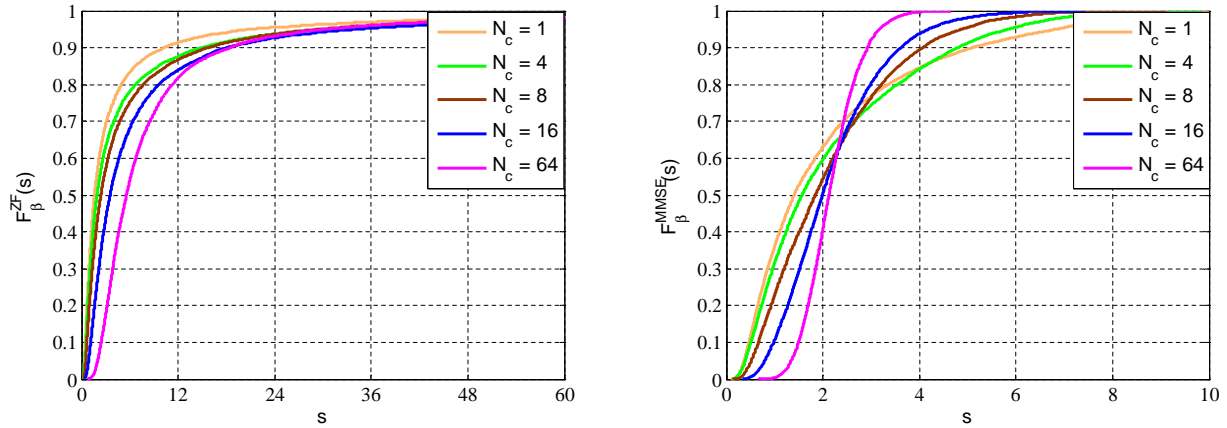 1
0.9
0.8
0.7
0.6
0.5
0.4
0.3
0.2
0.1
0
F_β^ZF(s)
0 12 24 36 48 60
s
N_c = 1
N_c = 4
N_c = 8
N_c = 16
N_c = 64
1
0.9
0.8
0.7
0.6
0.5
0.4
0.3
0.2
0.1
0
F_β^MMSE(s)
0 2 4 6 8 10
s
N_c = 1
N_c = 4
N_c = 8
N_c = 16
N_c = 64